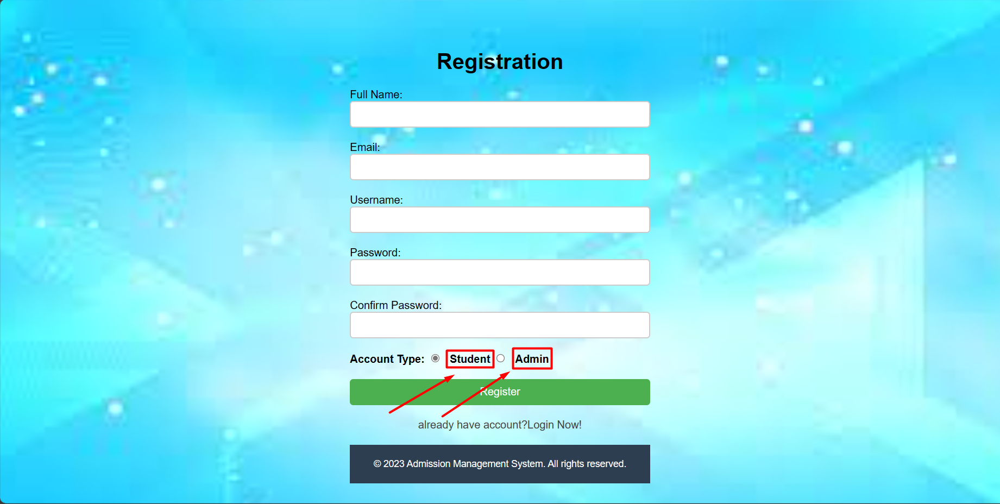 Registration
Full Name:
Email:
Username:
Password:
Confirm Password:
Account Type: Student Admin
Register
already have account?Login Now!
© 2023 Admission Management System. All rights reserved.